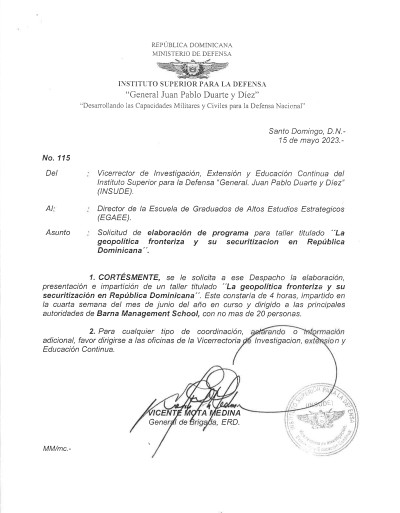 REPÚBLICA DOMINICANA
MINISTERIO DE DEFENSA
INSTITUTO SUPERIOR PARA LA DEFENSA
“General Juan Pablo Duarte y Díez”
“Desarrollando las Capacidades Militares y Civiles para la Defensa Nacional”
Santo Domingo, D.N.-
15 de mayo 2023.-
No. 115
Del : Vicerrector de Investigación, Extensión y Educación Continua del
Instituto Superior para la Defensa "General. Juan Pablo Duarte y Díez"
(INSUDE).
Al: : Director de la Escuela de Graduados de Altos Estudios Estrategicos
(EGAEE).
Asunto : Solicitud de elaboración de programa para taller titulado ´´La
geopolítica fronteriza y su securitizacion en República
Dominicana´´.
1. CORTÉSMENTE, se le solicita a ese Despacho la elaboración,
presentación e impartición de un taller titulado ´´La geopolítica fronteriza y su
securitización en República Dominicana´´. Este constaría de 4 horas, impartido en
la cuarta semana del mes de junio del año en curso y dirigido a las principales
autoridades de Barna Management School, con no mas de 20 personas.
2. Para cualquier tipo de coordinación, aclarando o información
adicional, favor dirigirse a las oficinas de la Vicerrectoria de Investigacion, extension y
Educación Continua.
VICENTE MOTA MEDINA
General de Brigada, ERD.
(INSUDE)
MM/mc.-